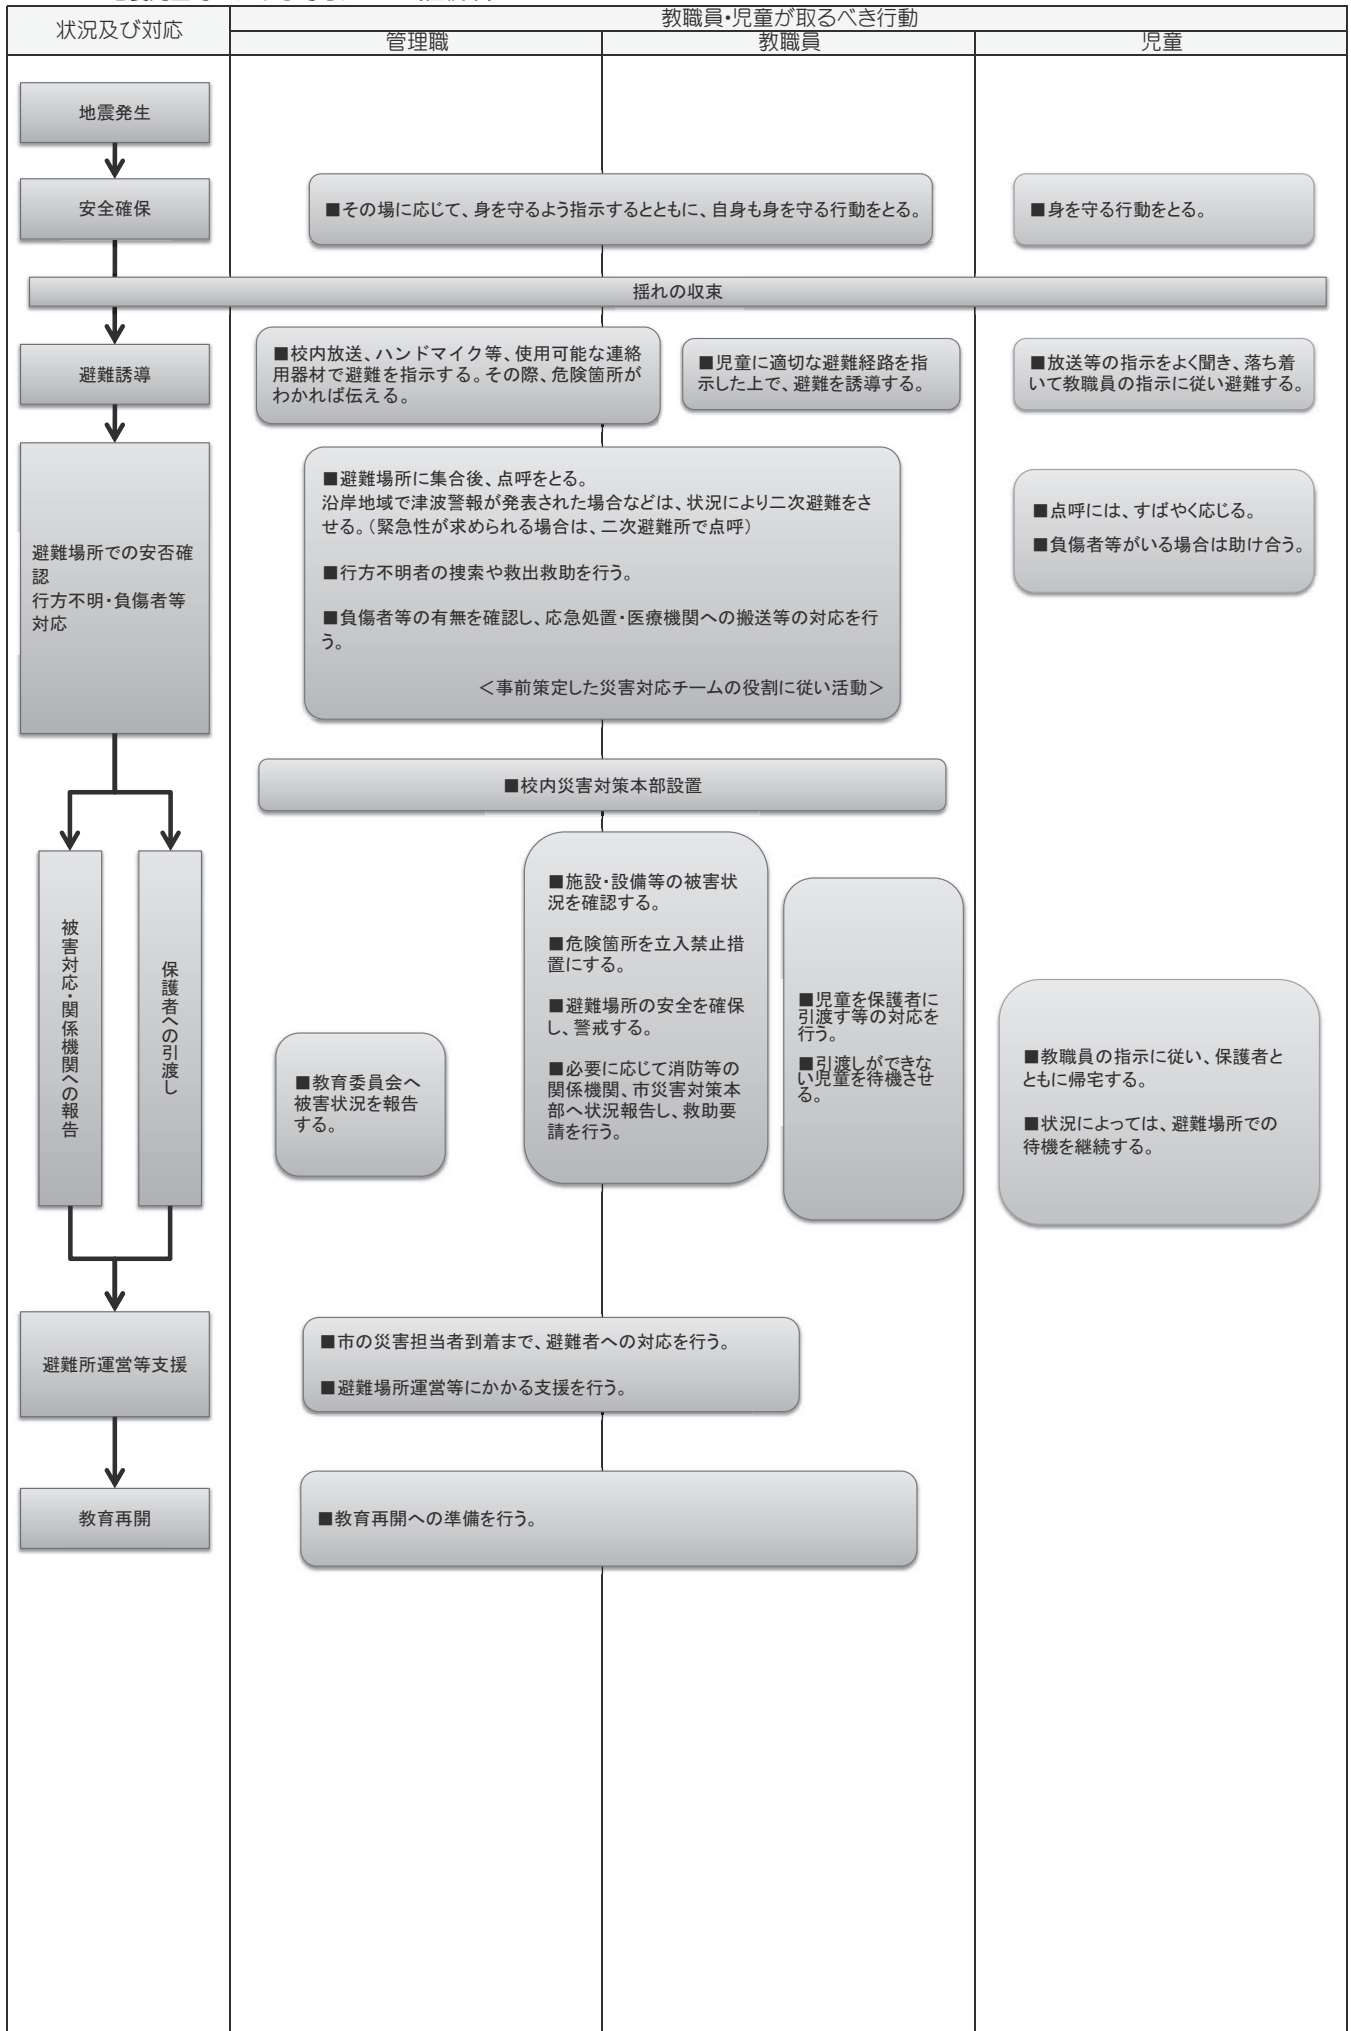 状況及び対応
教職員・児童が取るべき行動
管理職
教職員
児童
地震発生
安全確保
■その場に応じて、身を守るよう指示するとともに、自身も身を守る行動をとる。
■身を守る行動をとる。
揺れの収束
避難誘導
■校内放送、ハンドマイク等、使用可能な連絡
用器材で避難を指示する。その際、危険箇所が
わかれば伝える。
■児童に適切な避難経路を指
示した上で、避難を誘導する。
■放送等の指示をよく聞き、落ち着
いて教職員の指示に従い避難する。
避難場所での安否確
認
行方不明・負傷者等
対応
■避難場所に集合後、点呼をとる。
沿岸地域で津波警報が発表された場合などは、状況により二次避難をさ
せる。(緊急性が求められる場合は、二次避難所で点呼)
■行方不明者の捜索や救出救助を行う。
■負傷者等の有無を確認し、応急処置・医療機関への搬送等の対応を行
う。
＜事前策定した災害対応チームの役割に従い活動＞
■点呼には、すばやく応じる。
■負傷者等がいる場合は助け合う。
■校内災害対策本部設置
被害対応・関係機関への報告
保護者への引渡し
■教育委員会へ
被害状況を報告
する。
■施設・設備等の被害状
況を確認する。
■危険箇所を立入禁止措
置にする。
■避難場所の安全を確保
し、警戒する。
■必要に応じて消防等の
関係機関、市災害対策本
部へ状況報告し、救助要
請を行う。
■児童を保護者に
引渡す等の対応を
行う。
■引渡しができな
い児童を待機させ
る。
■教職員の指示に従い、保護者と
ともに帰宅する。
■状況によっては、避難場所での
待機を継続する。
避難所運営等支援
■市の災害担当者到着まで、避難者への対応を行う。
■避難場所運営等にかかる支援を行う。
教育再開
■教育再開への準備を行う。